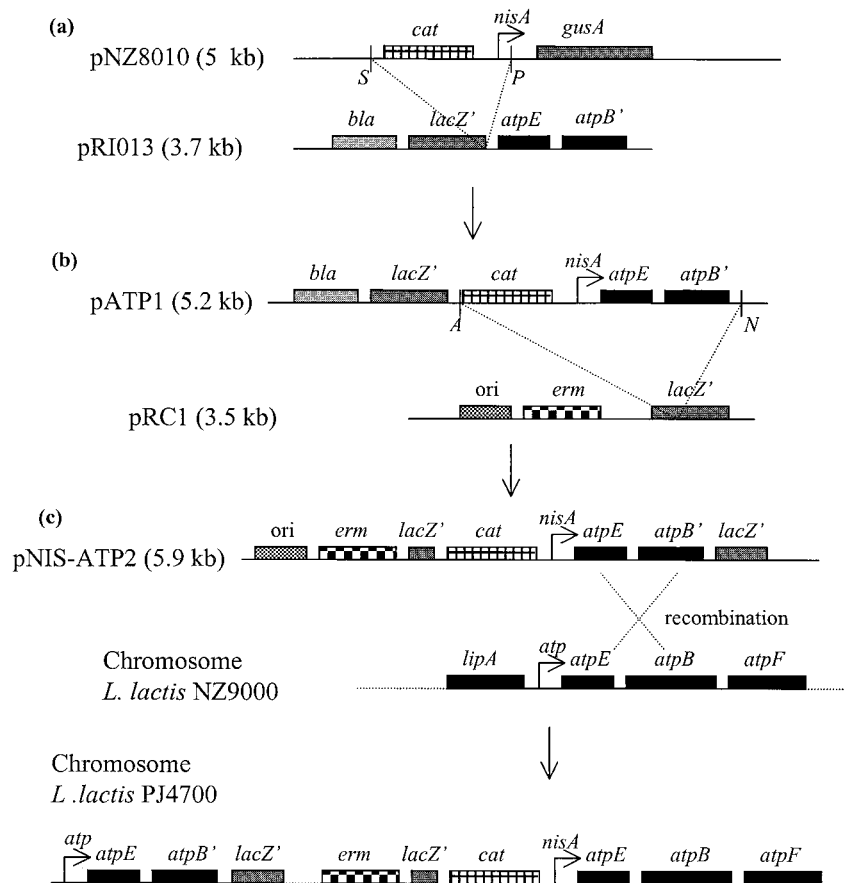 (a)
cat nisA gusA
pNZ8010 (5 kb)
S P
bla lacZ' atpE atpB'
pRI013 (3.7 kb)
(b)
bla lacZ' cat nisA atpE atpB'
pATP1 (5.2 kb)
A N
ori erm lacZ'
pRC1 (3.5 kb)
(c)
ori erm lacZ' cat nisA atpE atpB' lacZ'
pNIS-ATP2 (5.9 kb)
recombination
Chromosome
L. lactis NZ9000
lipA atp atpE atpB atpF
Chromosome
L .lactis PJ4700
atp atpE atpB' lacZ' erm lacZ' cat nisA atpE atpB atpF